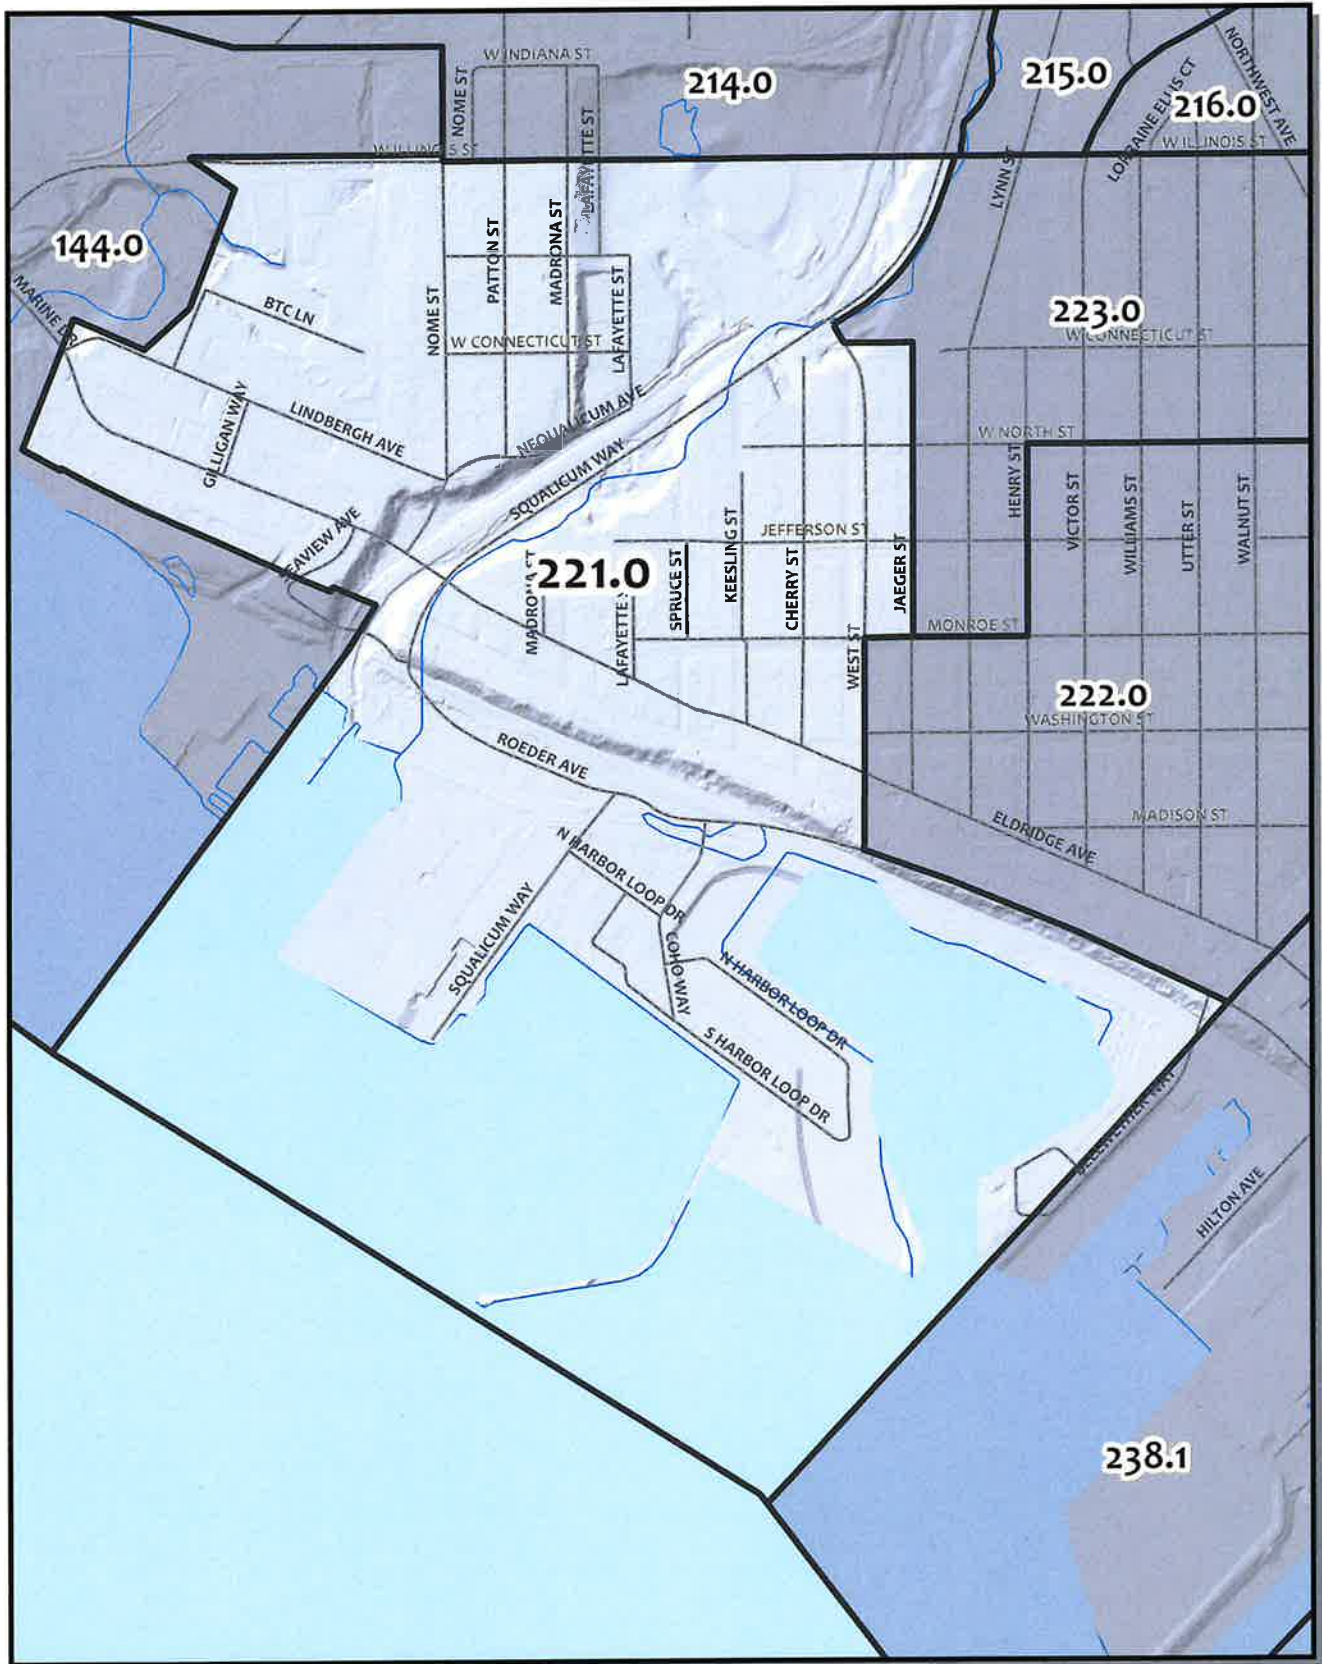 W INDIANA ST
214.0
215.0
216.0
NORTHWEST AVE
LORRAINE ELLIS CT
NOME ST
LAFAYETTE ST
W ILLINOIS ST
W ILLINOIS ST
LYNN ST
144.0
MARINE DR
BTC LN
NOME ST
PATTON ST
MADRONA ST
LAFAYETTE ST
W CONNECTICUT ST
223.0
W CONNECTICUT ST
LINDBERGH AVE
GILLIGAN WAY
NEQUALICUM AVE
SQUALICUM WAY
W NORTH ST
HENRY ST
VICTOR ST
WILLIAMS ST
UTTER ST
WALNUT ST
SEAVIEW AVE
221.0
MADRONA ST
LAFAYETTE S
SPRUCE ST
KEESLING ST
JEFFERSON ST
CHERRY ST
JAEGER ST
WEST ST
MONROE ST
222.0
WASHINGTON ST
ROEDER AVE
ELDRIDGE AVE
MADISON ST
N HARBOR LOOP DR
SQUALICUM WAY
COHO WAY
N HARBOR LOOP DR
S HARBOR LOOP DR
BELLWETHER WAY
HILTON AVE
238.1